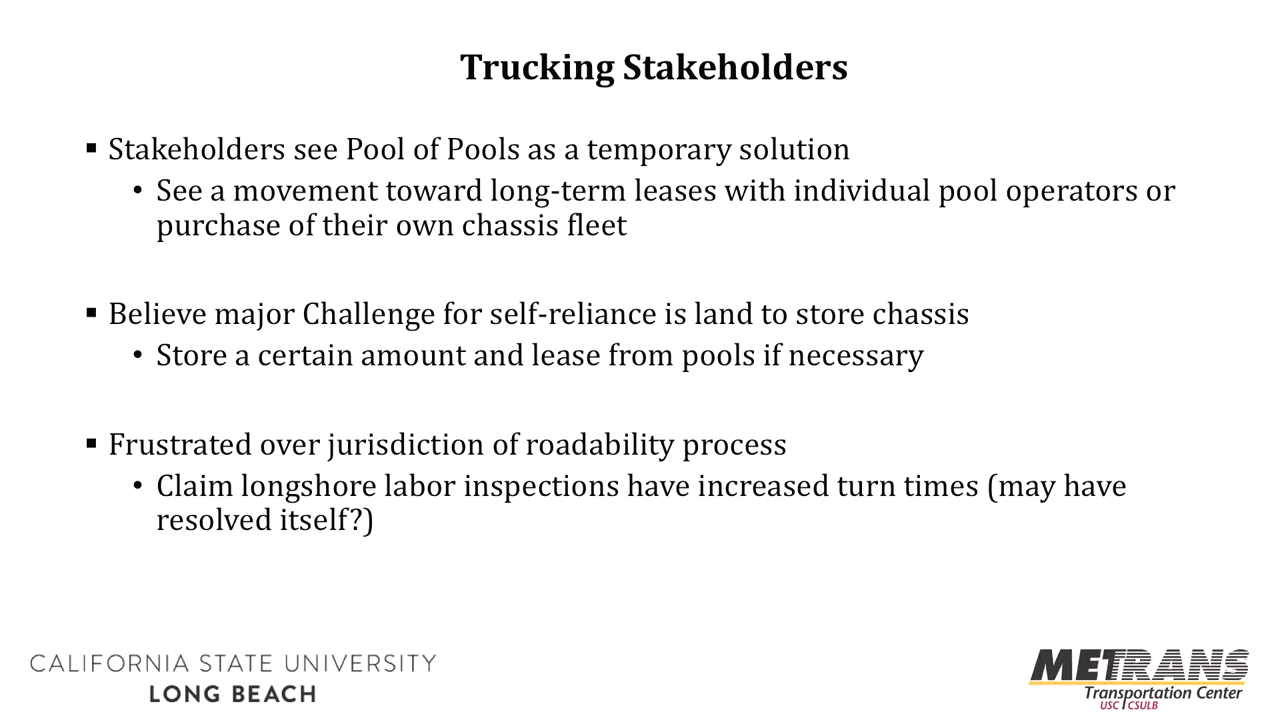 Trucking Stakeholders
▪ Stakeholders see Pool of Pools as a temporary solution
• See a movement toward long-term leases with individual pool operators or
purchase of their own chassis fleet
▪ Believe major Challenge for self-reliance is land to store chassis
• Store a certain amount and lease from pools if necessary
▪ Frustrated over jurisdiction of roadability process
• Claim longshore labor inspections have increased turn times (may have
resolved itself?)
CALIFORNIA STATE UNIVERSITY
LONG BEACH
METRANS
Transportation Center
USC | CSULB